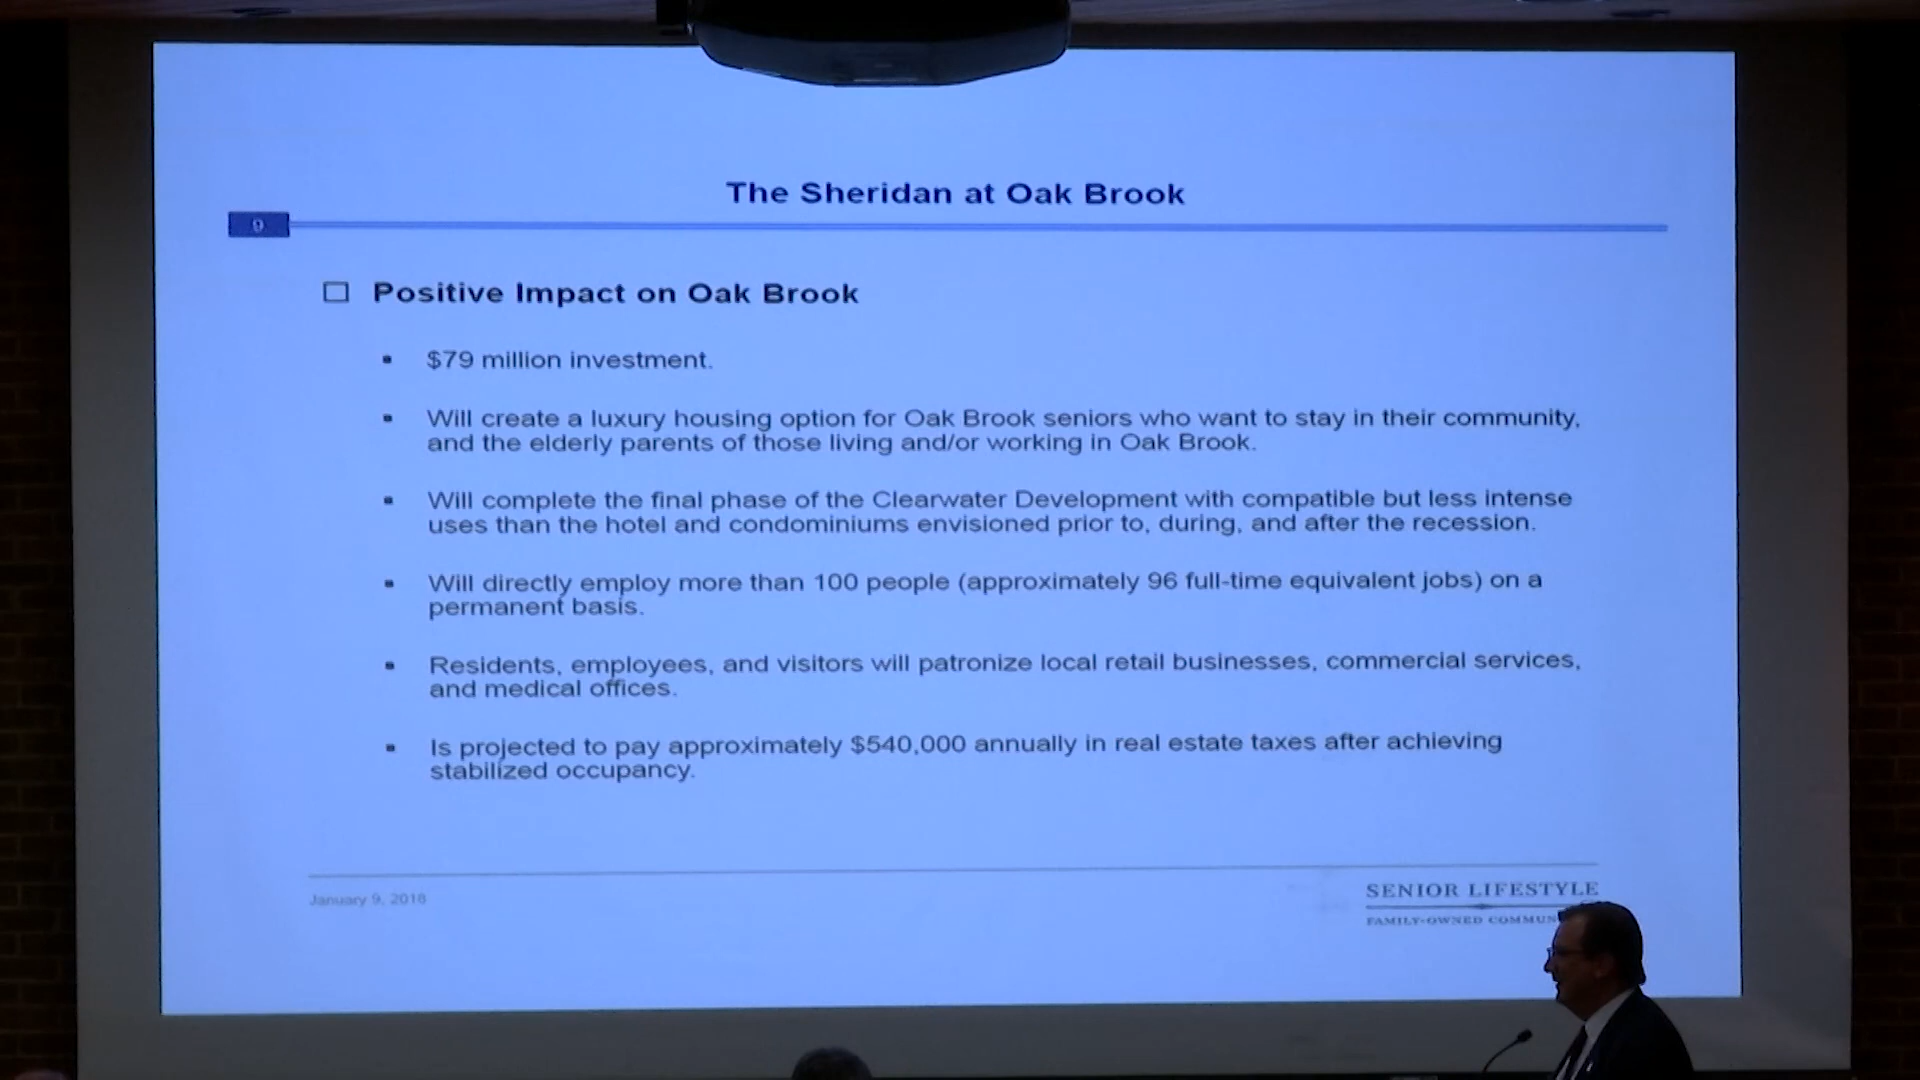 The Sheridan at Oak Brook
9
Positive Impact on Oak Brook
$79 million investment.
Will create a luxury housing option for Oak Brook seniors who want to stay in their community,
and the elderly parents of those living and/or working in Oak Brook.
Will complete the final phase of the Clearwater Development with compatible but less intense
uses than the hotel and condominiums envisioned prior to, during, and after the recession.
Will directly employ more than 100 people (approximately 96 full-time equivalent jobs) on a
permanent basis.
Residents, employees, and visitors will patronize local retail businesses, commercial services,
and medical offices.
Is projected to pay approximately $540,000 annually in real estate taxes after achieving
stabilized occupancy.
January 9, 2018
SENIOR LIFESTYLE
FAMILY-OWNED